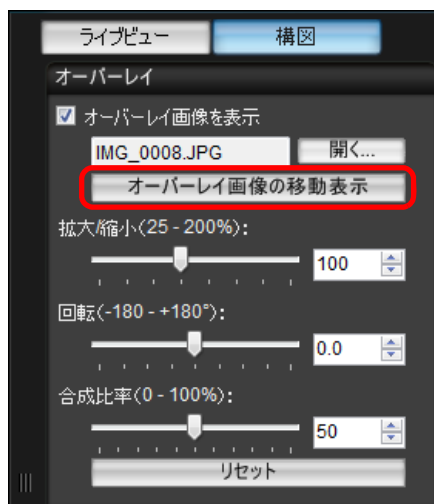 ライブビュー 構図
オーバーレイ
オーバーレイ画像を表示
IMG_0008.JPG 開く...
オーバーレイ画像の移動表示
拡大/縮小(25 - 200%):
100
回転(-180 - +180°):
0.0
合成比率(0 - 100%):
50
リセット